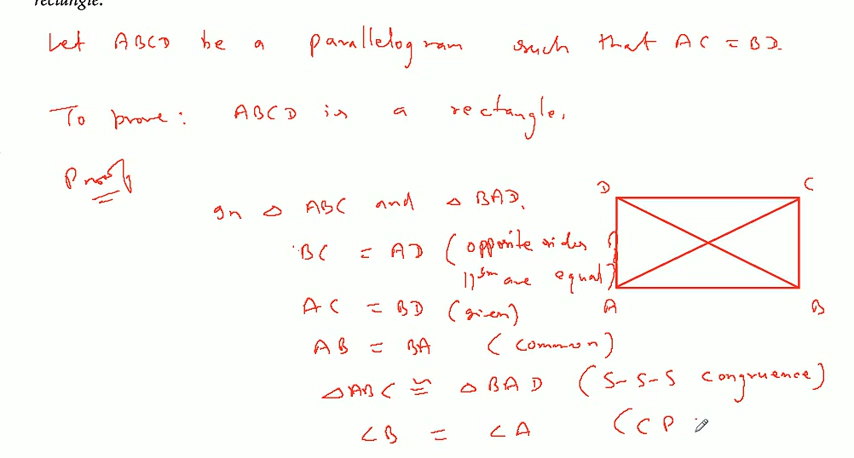 rectangle.
Let ABCD be a parallelogram such that AC = BD.
To prove: ABCD is a rectangle.
Proof
In △ ABC and △ BAD.
BC = AD (opposite sides of
||gm are equal)
AC = BD (given)
AB = BA (common)
△ABC ≅ △BAD (S-S-S congruence)
∠B = ∠A (CP
D C
A B